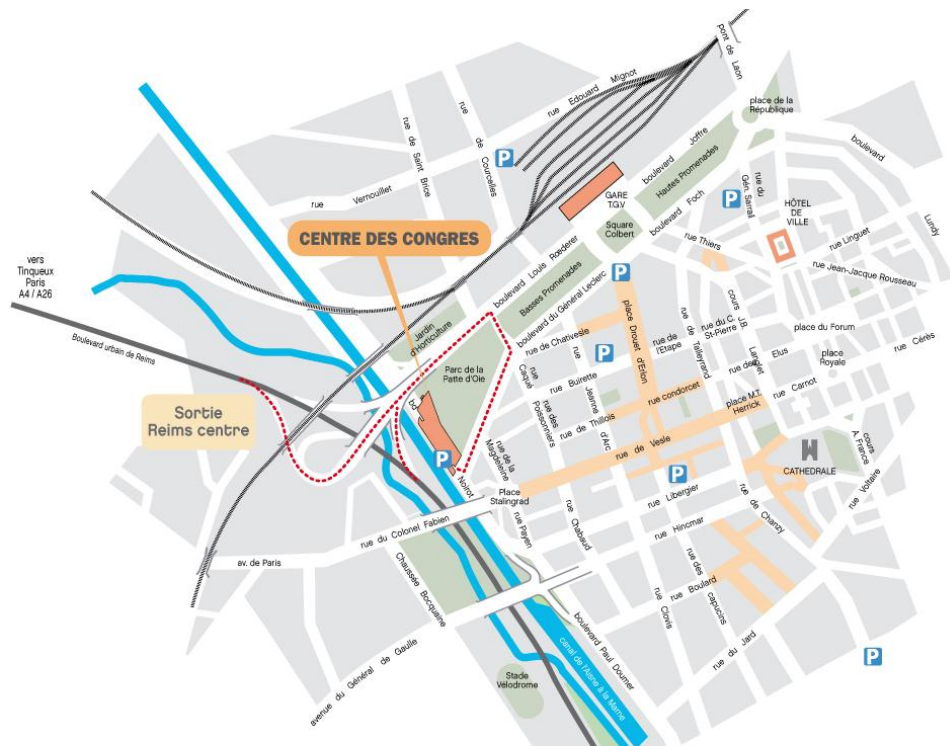 pont de Laon
rue Edouard Mignot
place de la
République
boulevard
boulevard Joffre
Hautes Promenades
boulevard Foch
rue du
Gén. Sarrail
P
P
rue de Saint Brice
rue de Courcelles
rue Vernouillet
GARE
T.G.V
Square
Colbert
HÔTEL
DE
VILLE
Lundy
rue Thiers
rue Linguet
rue Jean-Jacque Rousseau
CENTRE DES CONGRES
vers
Tinqueux
Paris
A4 / A26
boulevard Louis Rœderer
Basses Promenades
boulevard du Général Leclerc
P
Boulevard urbain de Reims
Jardin
d'Horticulture
rue de Chativesle
place Drouet d'Erlon
rue de
l'Etape
rue de Talleyrand
cours J.B. Langlet
rue du C.
St-Pierre
place du Forum
rue des Elus
place
Royale
rue Cérès
P
Parc de la
Patte d'Oie
rue Caque
rue Buirette
rue Jeanne d'Arc
rue condorcet
rue Carnot
place M.T.
Herrick
Sortie
Reims centre
bd
Noirot
P
rue des Poissonniers
rue de Thillois
rue de la
Magdeleine
rue de Vesle
CATHEDRALE
cours
A. France
rue Voltaire
P
Place
Stalingrad
rue Libergier
rue de Chanzy
rue du Colonel Fabien
rue Payen
rue Chabaud
rue Hincmar
av. de Paris
Chaussée Bocquaine
rue Clovis
rue des capucins
rue Boulard
rue du Jard
P
avenue du Général de Gaulle
boulevard Paul Doumer
canal de l'Aisne à la Marne
Stade
Vélodrome